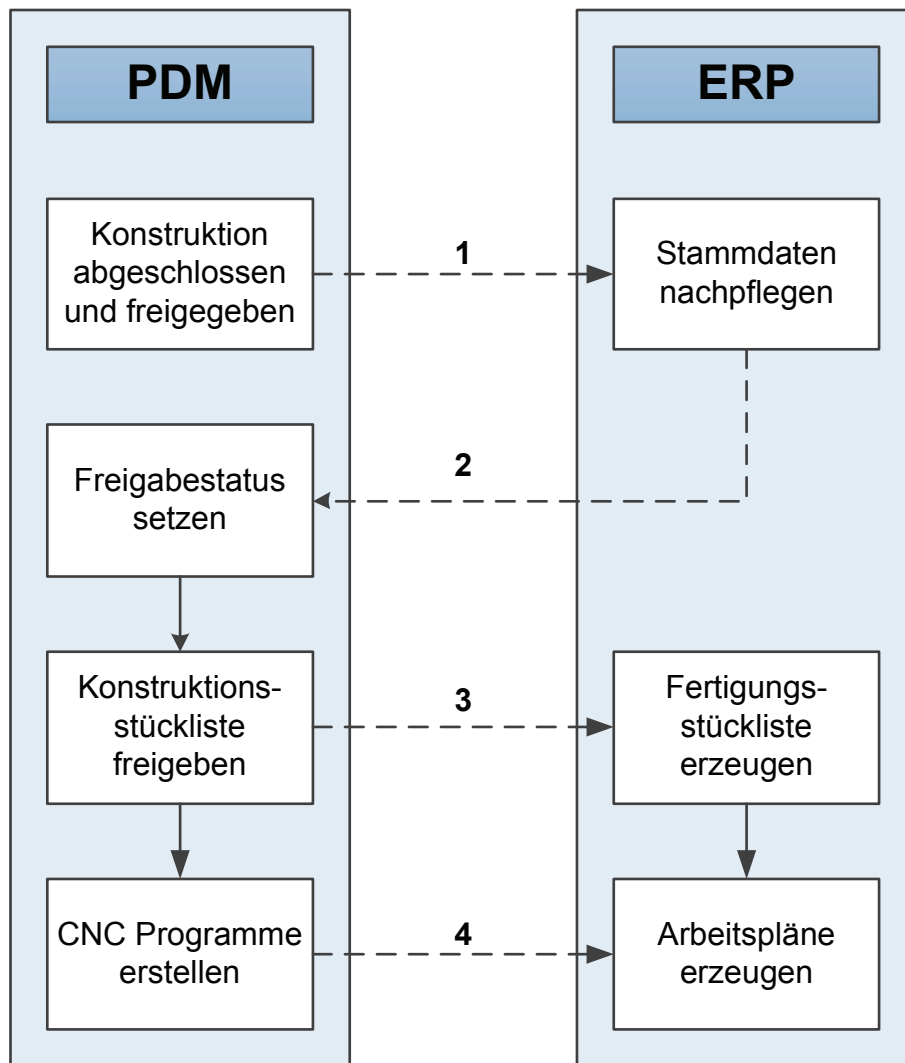 PDM
ERP
Konstruktion
abgeschlossen
und freigegeben
1
Stammdaten
nachpflegen
Freigabestatus
setzen
2
Konstruktions-
stückliste
freigeben
3
Fertigungs-
stückliste
erzeugen
CNC Programme
erstellen
4
Arbeitspläne
erzeugen